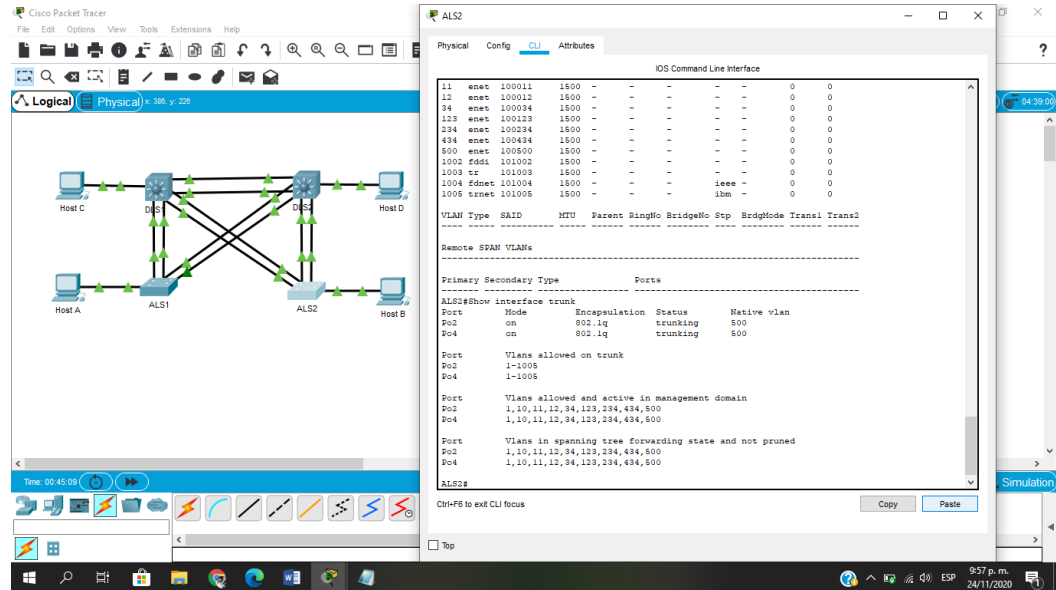 Cisco Packet Tracer
File Edit Options View Tools Extensions Help
Logical Physical x: 386, y: 226
04:39:00
Host C
DLS1
DLS2
Host D
Host A
ALS1
ALS2
Host B
Time: 00:45:09
Simulation
ALS2
Physical Config CLI Attributes
?
IOS Command Line Interface
11 enet 100011 1500 - - - - - 0 0
12 enet 100012 1500 - - - - - 0 0
34 enet 100034 1500 - - - - - 0 0
123 enet 100123 1500 - - - - - 0 0
234 enet 100234 1500 - - - - - 0 0
434 enet 100434 1500 - - - - - 0 0
500 enet 100500 1500 - - - - - 0 0
1002 fddi 101002 1500 - - - - - 0 0
1003 tr 101003 1500 - - - - - 0 0
1004 fdnet 101004 1500 - - - ieee - 0 0
1005 trnet 101005 1500 - - - ibm - 0 0
VLAN Type SAID MTU Parent RingNo BridgeNo Stp BrdgMode Trans1 Trans2
---- ----- ---------- ----- ------ ------ -------- ---- -------- ------ ------
Remote SPAN VLANs
------------------------------------------------------------------------------
Primary Secondary Type Ports
------- --------- ----------------- ------------------------------------------
ALS2#Show interface trunk
Port Mode Encapsulation Status Native vlan
Po2 on 802.1q trunking 500
Po4 on 802.1q trunking 500
Port Vlans allowed on trunk
Po2 1-1005
Po4 1-1005
Port Vlans allowed and active in management domain
Po2 1,10,11,12,34,123,234,434,500
Po4 1,10,11,12,34,123,234,434,500
Port Vlans in spanning tree forwarding state and not pruned
Po2 1,10,11,12,34,123,234,434,500
Po4 1,10,11,12,34,123,234,434,500
ALS2#
Ctrl+F6 to exit CLI focus
Copy Paste
Top
ESP
9:57 p. m.
24/11/2020